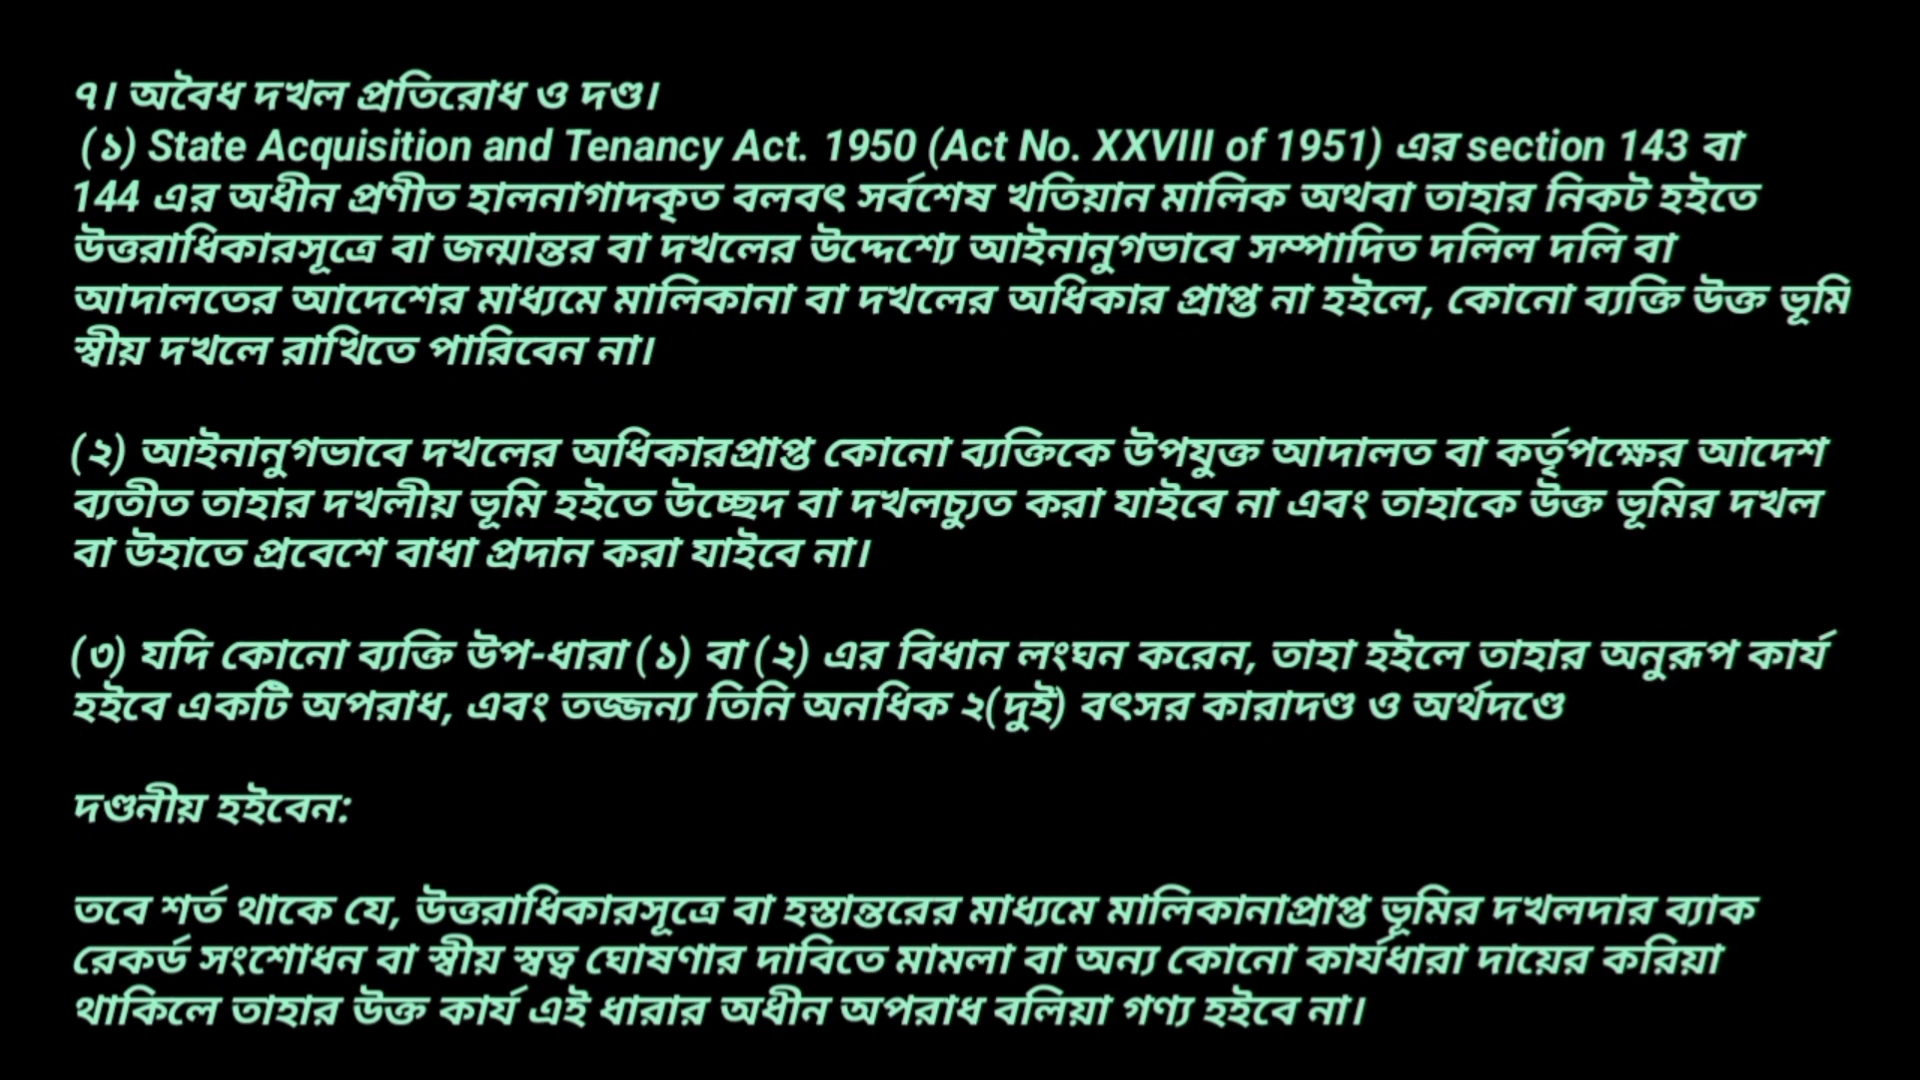 ৭। অবৈধ দখল প্রতিরোধ ও দণ্ড।
(১) State Acquisition and Tenancy Act. 1950 (Act No. XXVIII of 1951) এর section 143 বা
144 এর অধীন প্রণীত হালনাগাদকৃত বলবৎ সর্বশেষ খতিয়ান মালিক অথবা তাহার নিকট হইতে
উত্তরাধিকারসূত্রে বা জন্মান্তর বা দখলের উদ্দেশ্যে আইনানুগভাবে সম্পাদিত দলিল দলি বা
আদালতের আদেশের মাধ্যমে মালিকানা বা দখলের অধিকার প্রাপ্ত না হইলে, কোনো ব্যক্তি উক্ত ভূমি
স্বীয় দখলে রাখিতে পারিবেন না।
(২) আইনানুগভাবে দখলের অধিকারপ্রাপ্ত কোনো ব্যক্তিকে উপযুক্ত আদালত বা কর্তৃপক্ষের আদেশ
ব্যতীত তাহার দখলীয় ভূমি হইতে উচ্ছেদ বা দখলচ্যুত করা যাইবে না এবং তাহাকে উক্ত ভূমির দখল
বা উহাতে প্রবেশে বাধা প্রদান করা যাইবে না।
(৩) যদি কোনো ব্যক্তি উপ-ধারা (১) বা (২) এর বিধান লংঘন করেন, তাহা হইলে তাহার অনুরূপ কার্য
হইবে একটি অপরাধ, এবং তজ্জন্য তিনি অনধিক ২(দুই) বৎসর কারাদণ্ড ও অর্থদণ্ডে
দণ্ডনীয় হইবেন:
তবে শর্ত থাকে যে, উত্তরাধিকারসূত্রে বা হস্তান্তরের মাধ্যমে মালিকানাপ্রাপ্ত ভূমির দখলদার ব্যাক
রেকর্ড সংশোধন বা স্বীয় স্বত্ব ঘোষণার দাবিতে মামলা বা অন্য কোনো কার্যধারা দায়ের করিয়া
থাকিলে তাহার উক্ত কার্য এই ধারার অধীন অপরাধ বলিয়া গণ্য হইবে না।